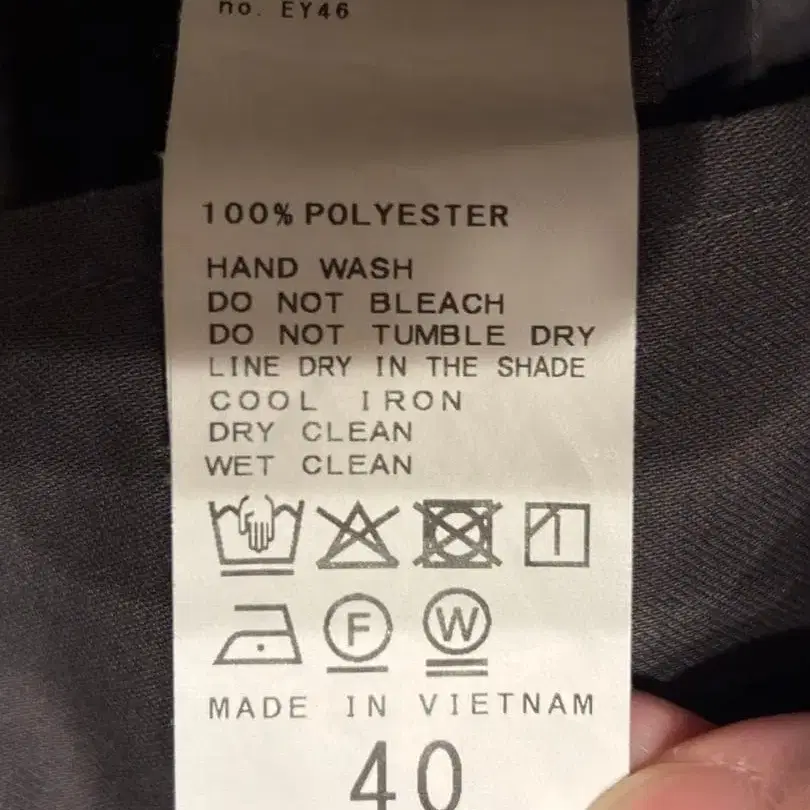 no. EY46
100% POLYESTER
HAND WASH
DO NOT BLEACH
DO NOT TUMBLE DRY
LINE DRY IN THE SHADE
COOL IRON
DRY CLEAN
WET CLEAN
F W
MADE IN VIETNAM
40